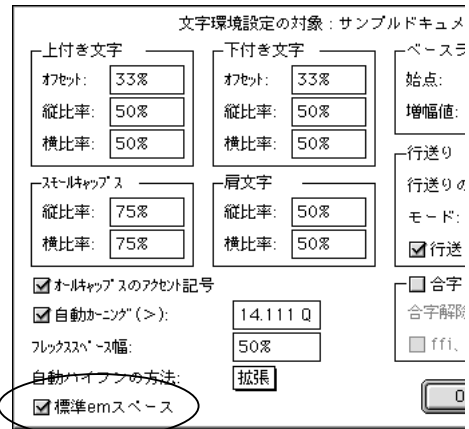 文字環境設定の対象：サンプルドキュメ
上付き文字
オフセット: 33%
縦比率: 50%
横比率: 50%
下付き文字
オフセット: 33%
縦比率: 50%
横比率: 50%
ベースラ
始点:
増幅値:
スモールキャップス
縦比率: 75%
横比率: 75%
肩文字
縦比率: 50%
横比率: 50%
行送り
行送りの
モード:
行送
オールキャップスのアクセント記号
自動カーニング(>): 14.111 Q
フレックススペース幅: 50%
自動ハイフンの方法: 拡張
標準emスペース
合字
合字解除
ffi、